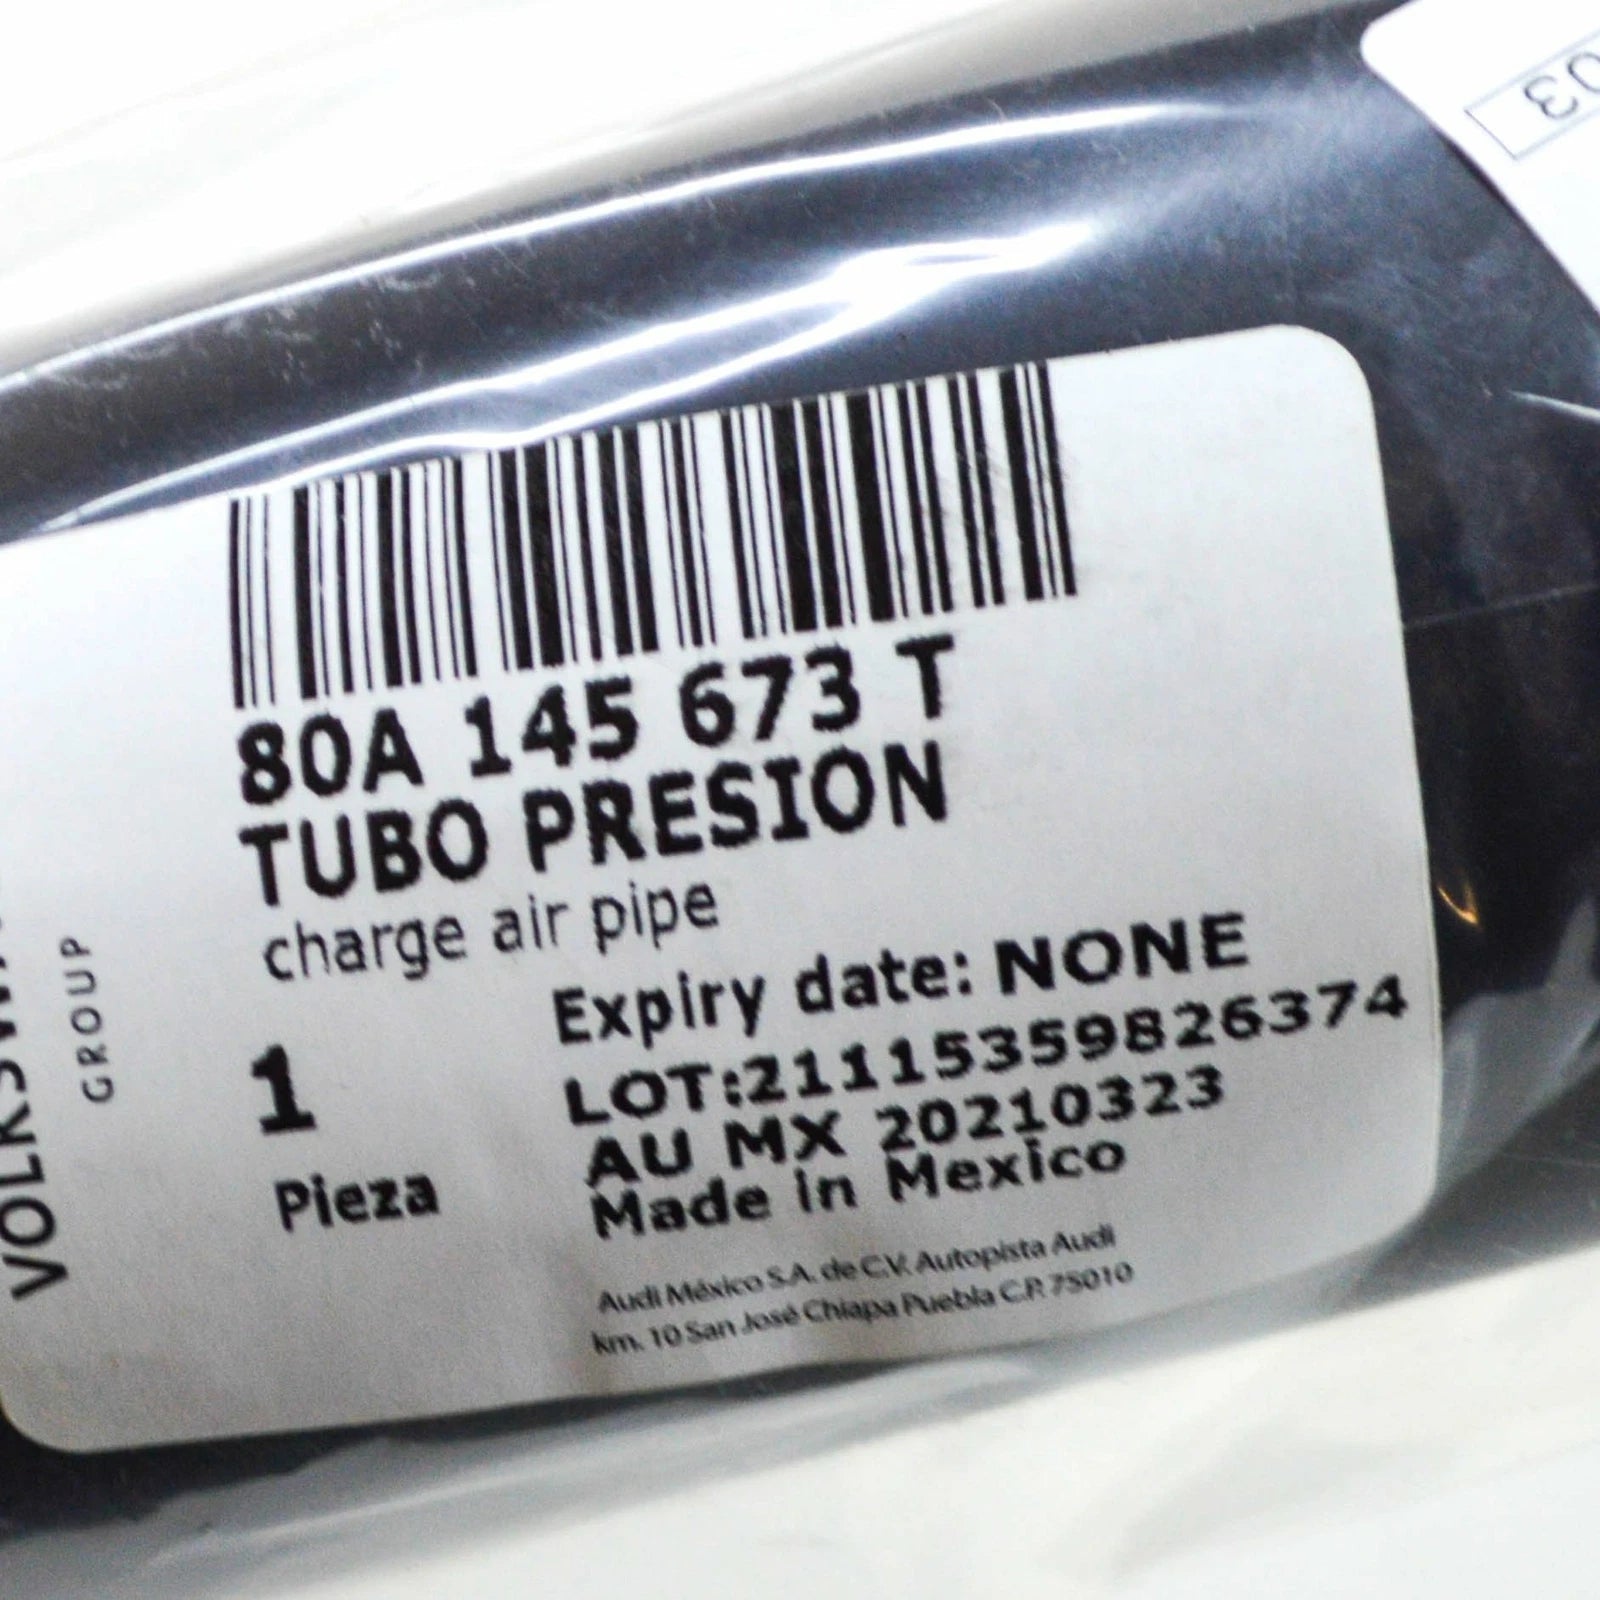 03
80A 145 673 T
TUBO PRESION
charge air pipe
Expiry date: NONE
LOT:21115359826374
AU MX 20210323
Made in Mexico
1
Pieza
Audi México S.A. de C.V. Autopista Audi
km. 10 San José Chiapa Puebla C.P. 75010
GROUP